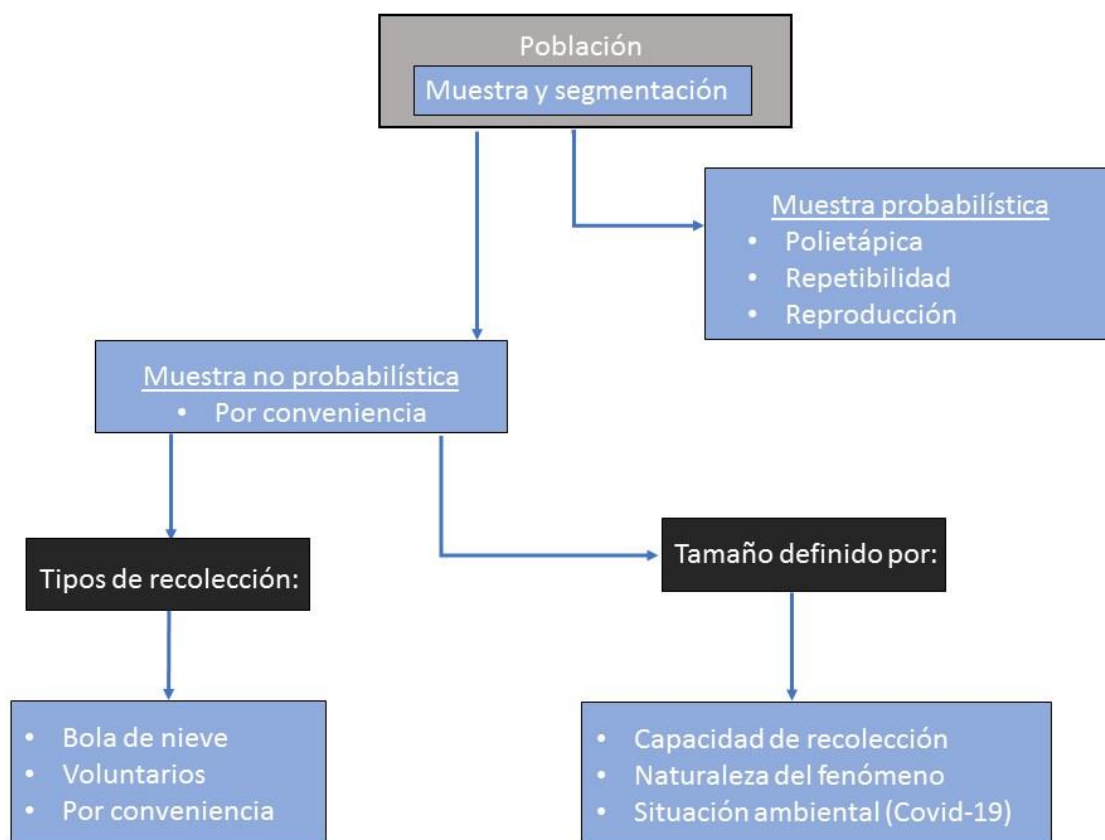 Población
Muestra y segmentación
Muestra probabilística
• Polietápica
• Repetibilidad
• Reproducción
Muestra no probabilística
• Por conveniencia
Tipos de recolección:
Tamaño definido por:
• Bola de nieve
• Voluntarios
• Por conveniencia
• Capacidad de recolección
• Naturaleza del fenómeno
• Situación ambiental (Covid-19)